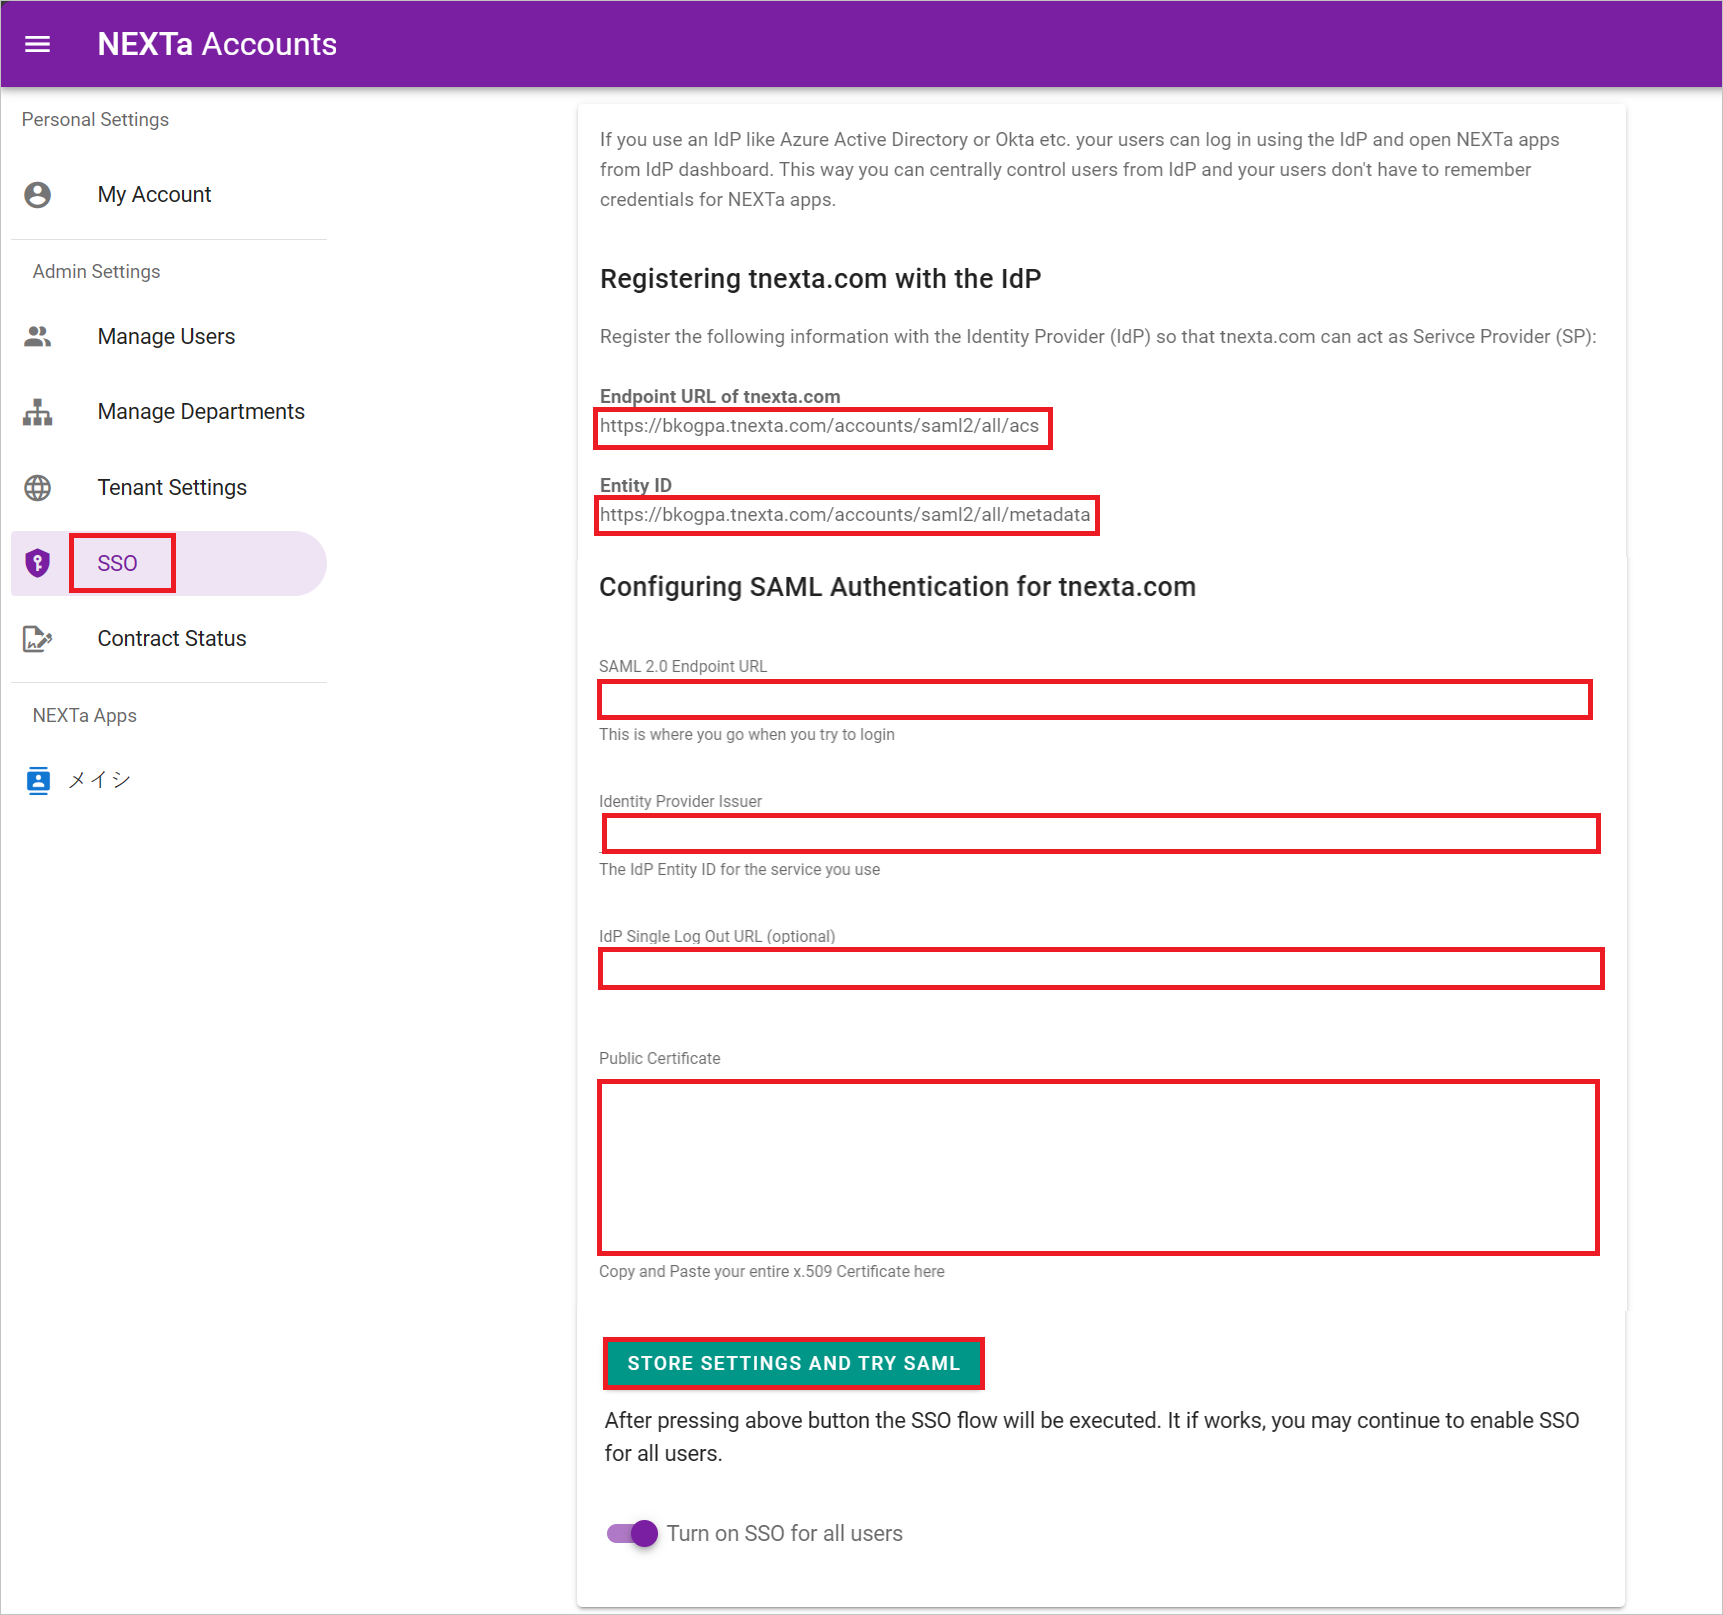 NEXTa Accounts
Personal Settings
My Account
Admin Settings
Manage Users
Manage Departments
Tenant Settings
SSO
Contract Status
NEXTa Apps
メイシ
If you use an IdP like Azure Active Directory or Okta etc. your users can log in using the IdP and open NEXTa apps
from IdP dashboard. This way you can centrally control users from IdP and your users don't have to remember
credentials for NEXTa apps.
Registering tnexta.com with the IdP
Register the following information with the Identity Provider (IdP) so that tnexta.com can act as Serivce Provider (SP):
Endpoint URL of tnexta.com
https://bkogpa.tnexta.com/accounts/saml2/all/acs
Entity ID
https://bkogpa.tnexta.com/accounts/saml2/all/metadata
Configuring SAML Authentication for tnexta.com
SAML 2.0 Endpoint URL
This is where you go when you try to login
Identity Provider Issuer
The IdP Entity ID for the service you use
IdP Single Log Out URL (optional)
Public Certificate
Copy and Paste your entire x.509 Certificate here
STORE SETTINGS AND TRY SAML
After pressing above button the SSO flow will be executed. It if works, you may continue to enable SSO
for all users.
Turn on SSO for all users